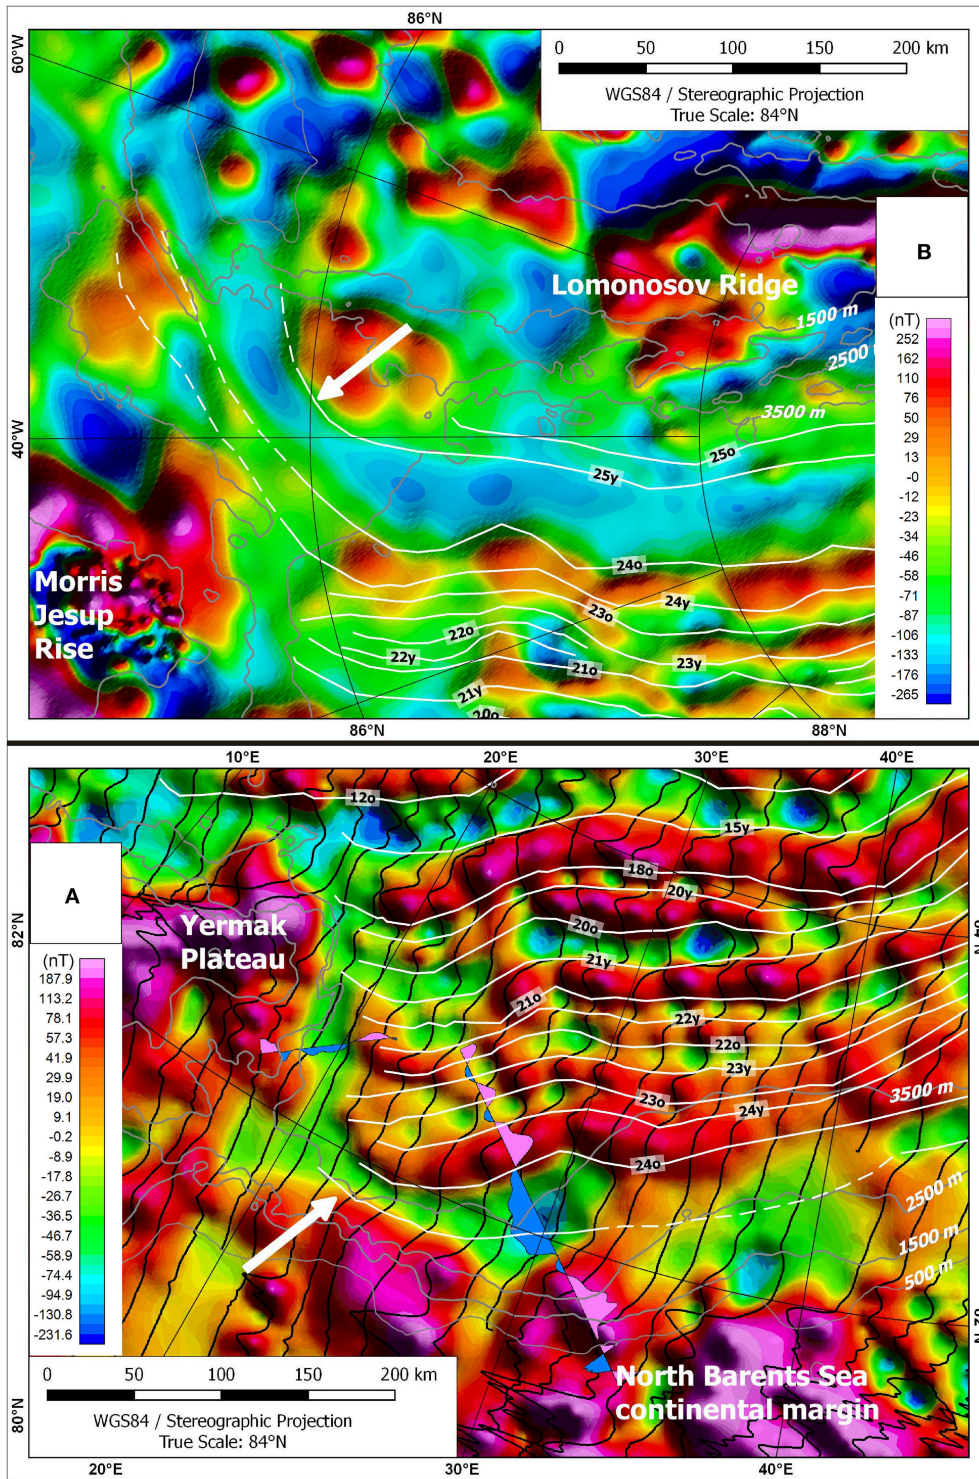 86°N
60°W
0 50 100 150 200 km
WGS84 / Stereographic Projection
True Scale: 84°N
B
Lomonosov Ridge
1500 m
2500
3500 m
(nT)
252
162
110
76
50
29
13
-0
-12
-23
-34
-46
-58
-71
-87
-106
-133
-176
-265
40°W
25o
25y
24o
24y
23o
23y
22o
22y
21o
21y
20o
Morris
Jesup
Rise
86°N
88°N
10°E
20°E
30°E
40°E
12o
15y
18o
20y
20o
21y
21o
22y
22o
23y
23o
24y
24o
A
82°N
Yermak
Plateau
(nT)
187.9
113.2
78.1
57.3
41.9
29.9
19.0
9.1
-0.2
-8.9
-17.8
-26.7
-36.5
-46.7
-58.9
-74.4
-94.9
-130.8
-231.6
3500 m
2500 m
1500 m
500 m
North Barents Sea
continental margin
0 50 100 150 200 km
WGS84 / Stereographic Projection
True Scale: 84°N
80°N
20°E
30°E
40°E